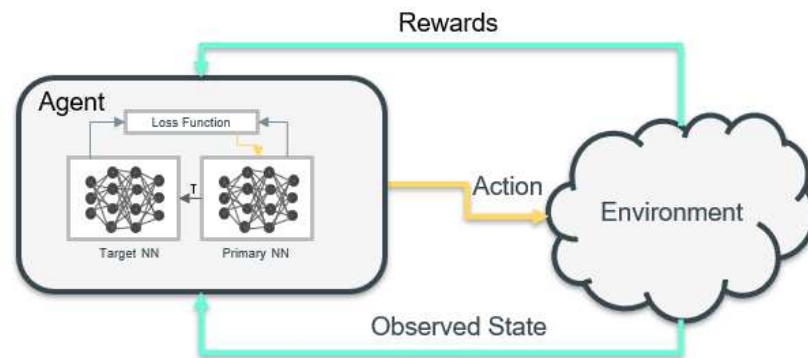 Rewards
Agent
Loss Function
T
Target NN
Primary NN
Action
Environment
Observed State